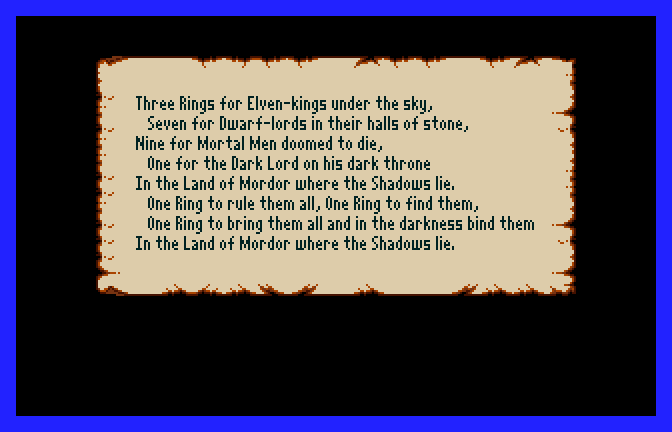 Three Rings for Elven-kings under the sky,
Seven for Dwarf-lords in their halls of stone,
Nine for Mortal Men doomed to die,
One for the Dark Lord on his dark throne
In the Land of Mordor where the Shadows lie.
One Ring to rule them all, One Ring to find them,
One Ring to bring them all and in the darkness bind them
In the Land of Mordor where the Shadows lie.